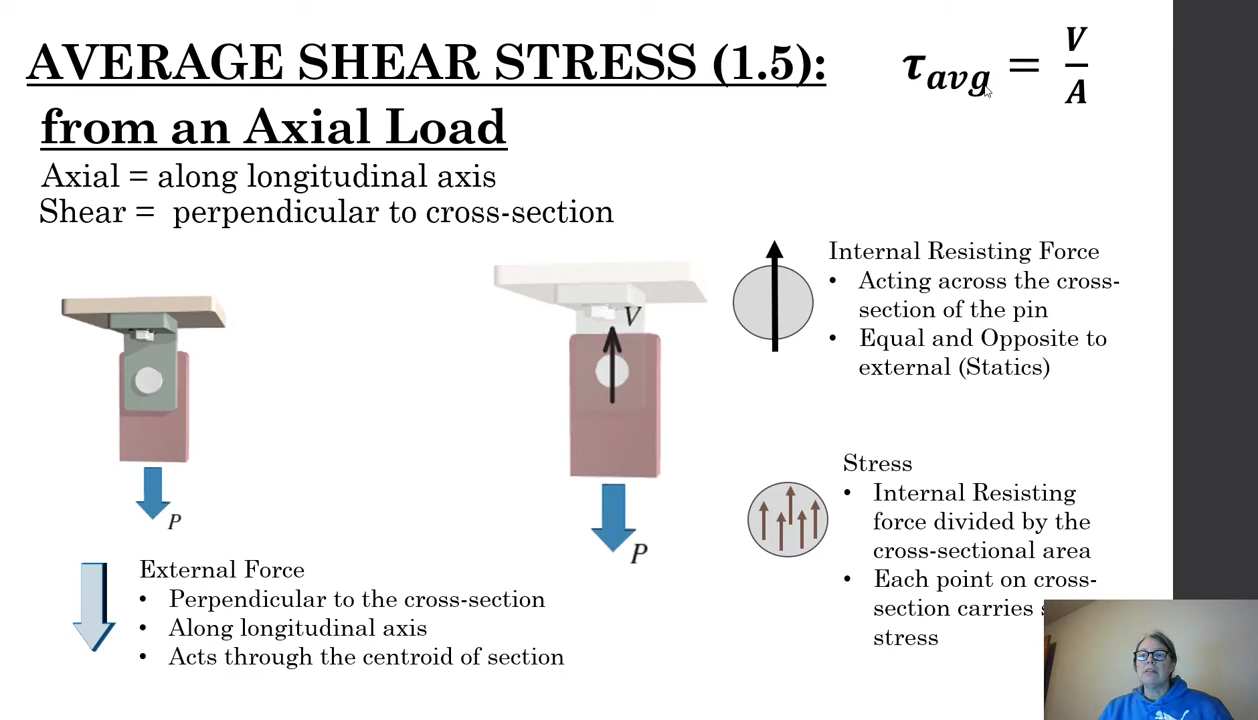 AVERAGE SHEAR STRESS (1.5):
from an Axial Load
τavg = V/A
Axial = along longitudinal axis
Shear = perpendicular to cross-section
P
External Force
• Perpendicular to the cross-section
• Along longitudinal axis
• Acts through the centroid of section
V
P
Internal Resisting Force
• Acting across the cross-
section of the pin
• Equal and Opposite to
external (Statics)
Stress
• Internal Resisting
force divided by the
cross-sectional area
• Each point on cross-
section carries
stress